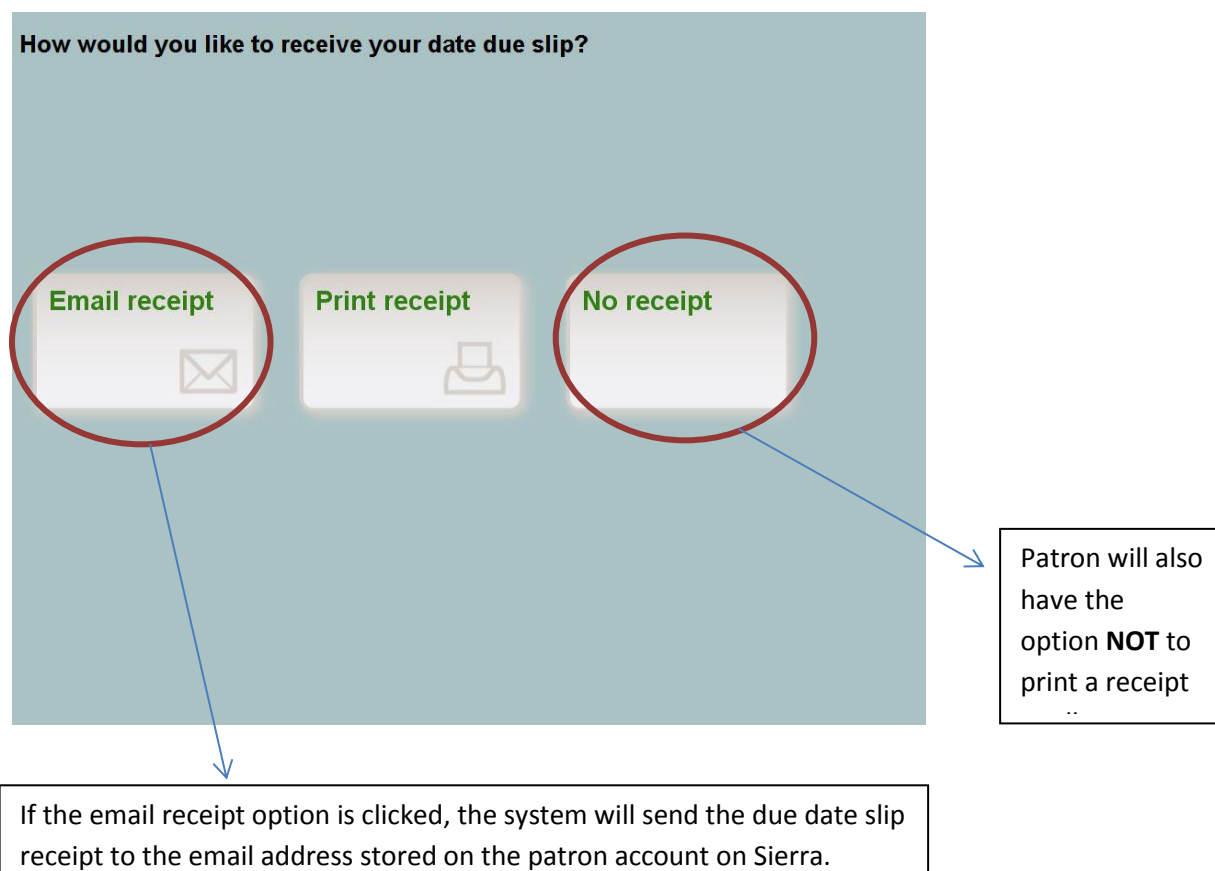 How would you like to receive your date due slip?
Email receipt
Print receipt
No receipt
Patron will also
have the
option NOT to
print a receipt
If the email receipt option is clicked, the system will send the due date slip
receipt to the email address stored on the patron account on Sierra.